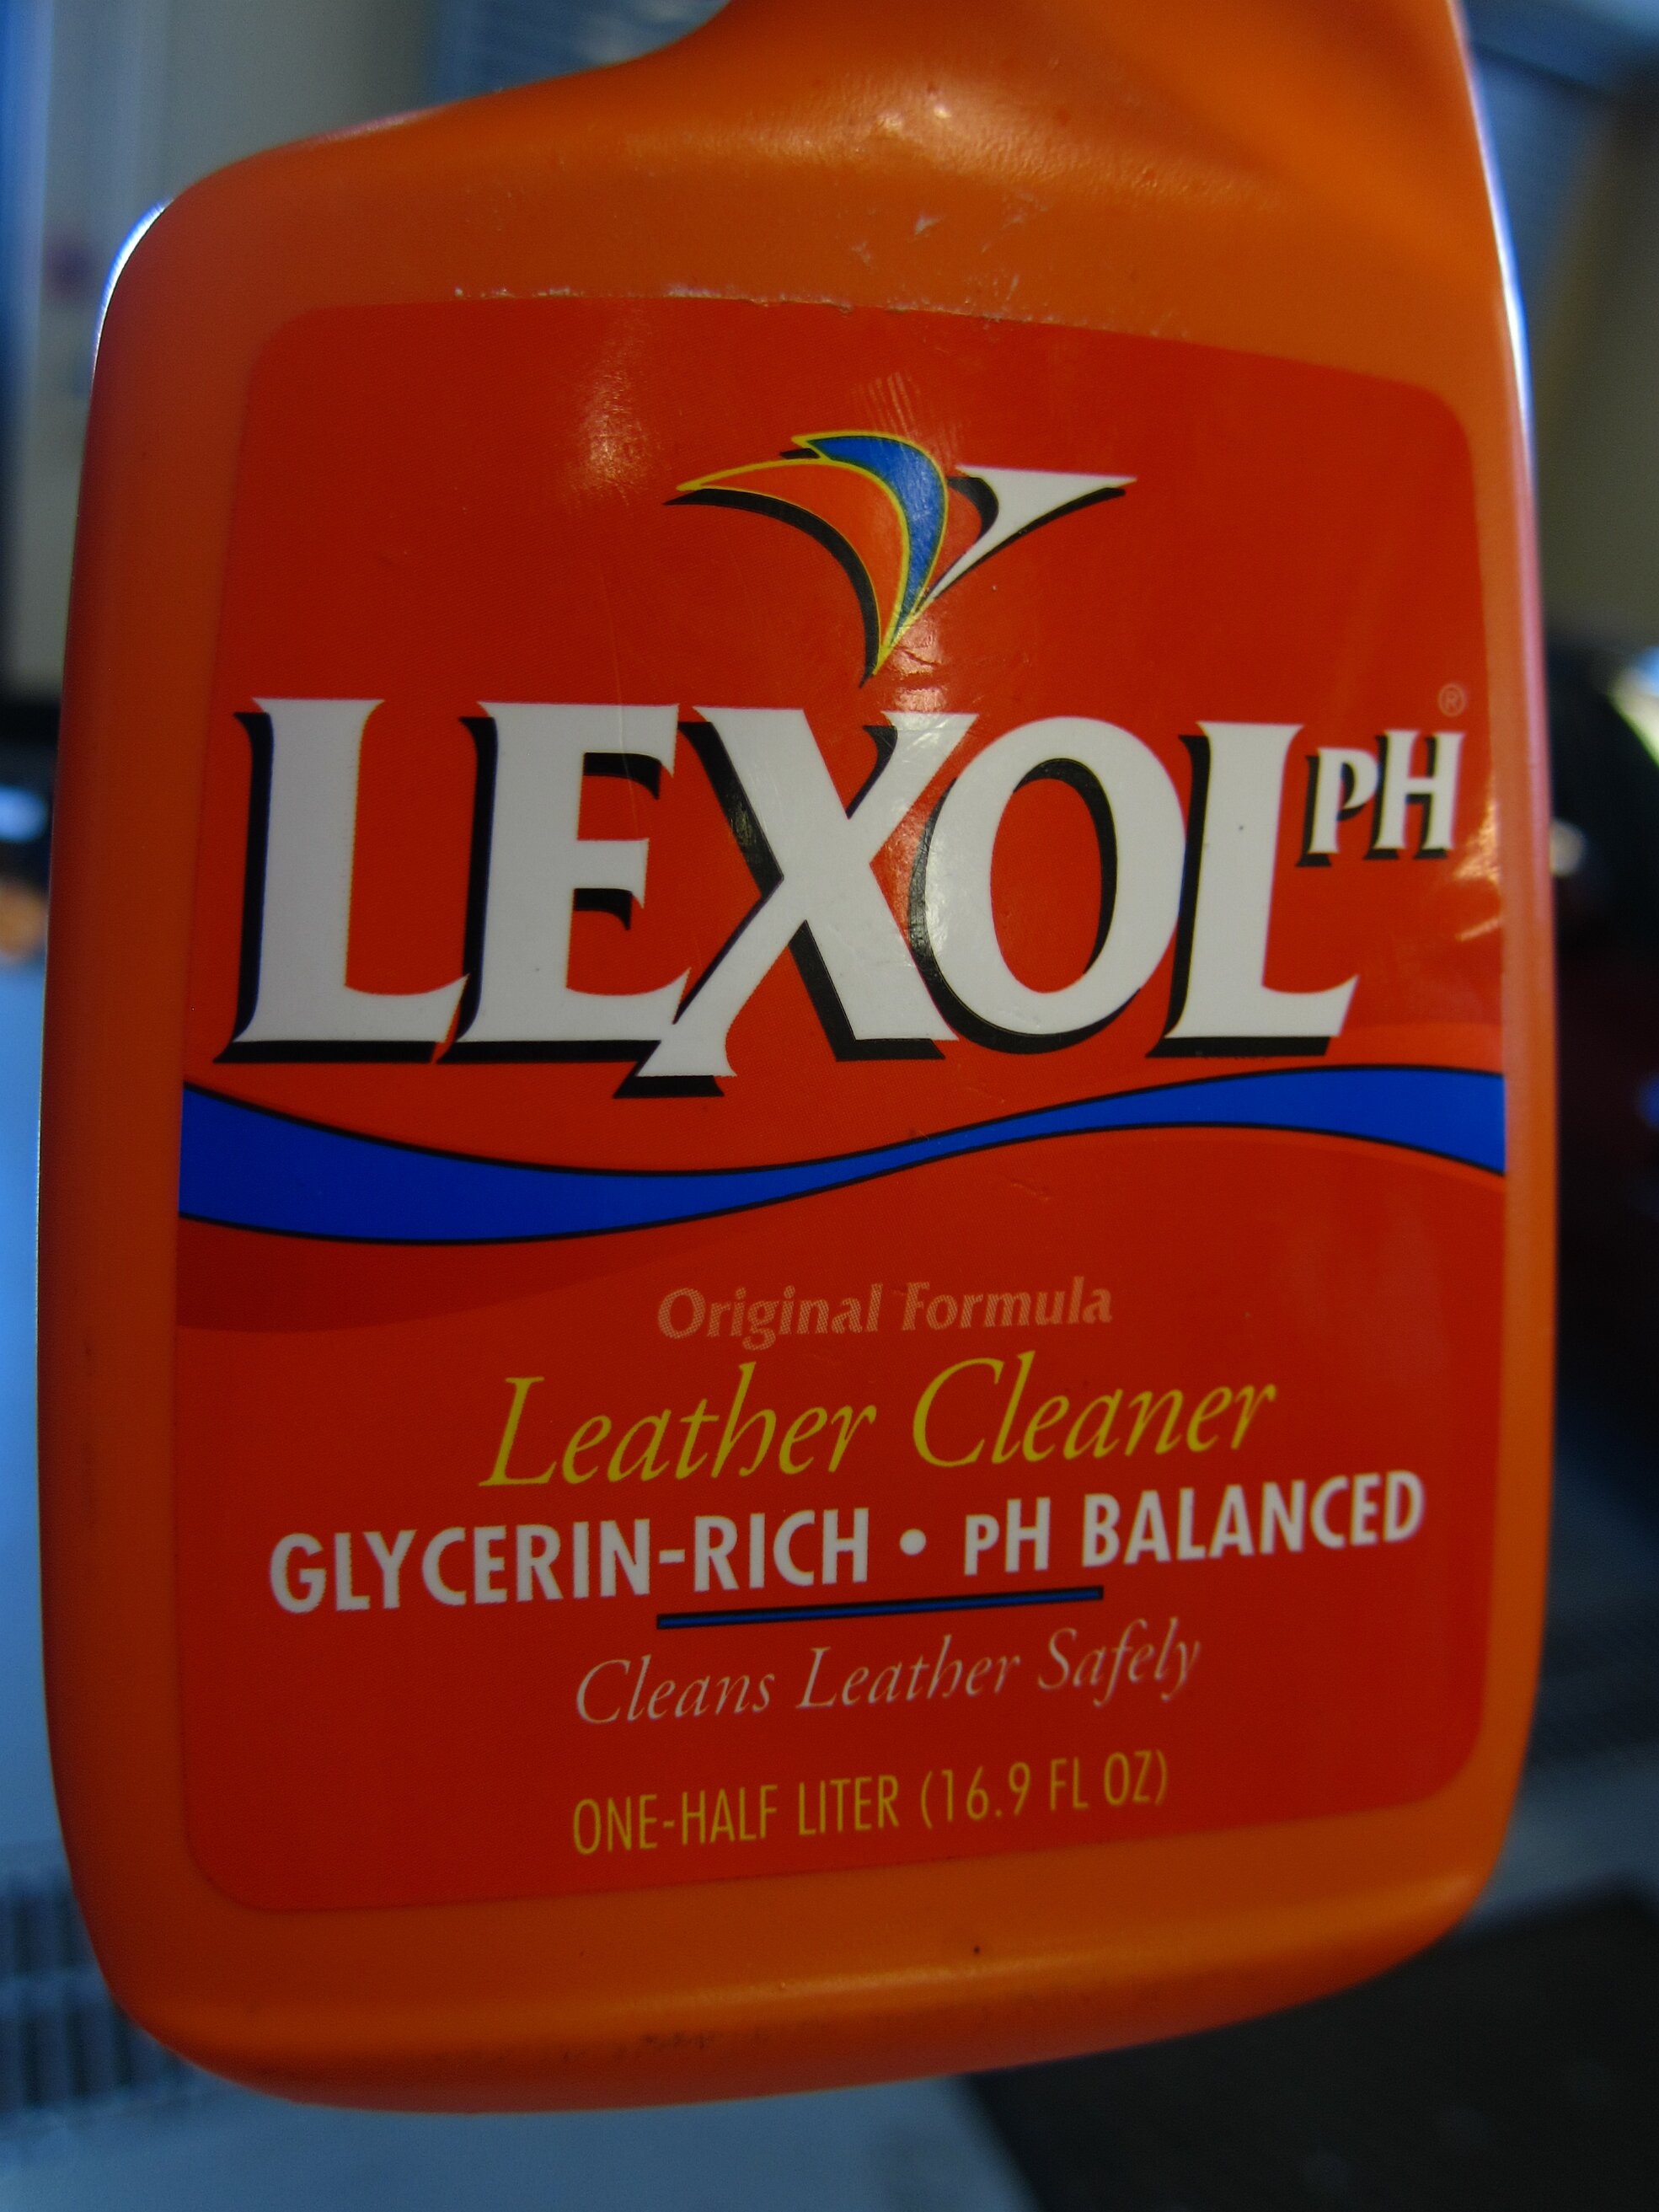 LEXOL PH ®
Original Formula
Leather Cleaner
GLYCERIN-RICH • pH BALANCED
Cleans Leather Safely
ONE-HALF LITER (16.9 FL OZ)